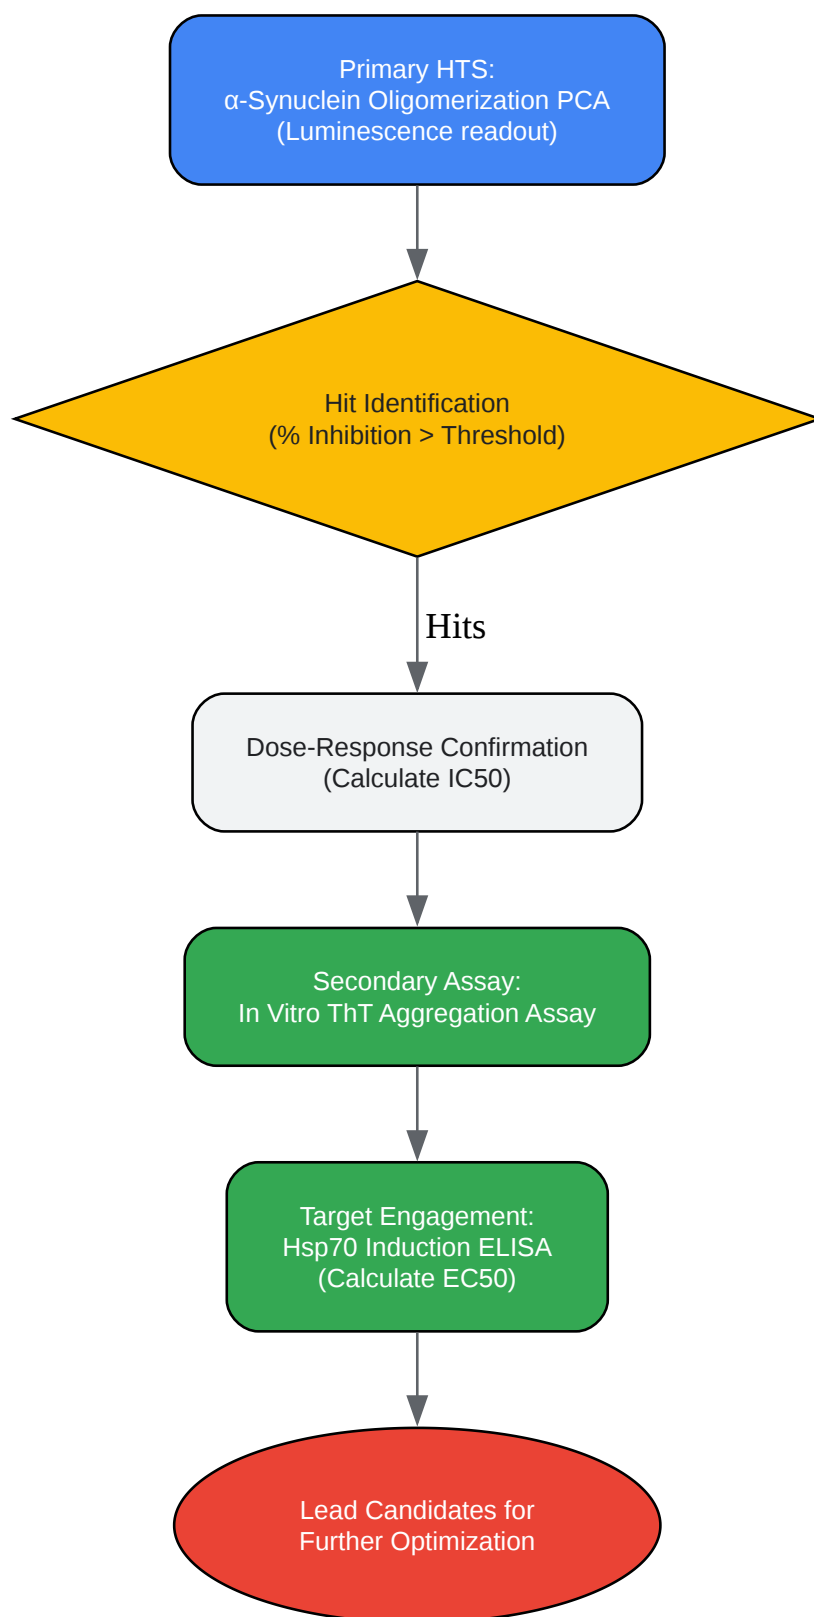 Primary HTS:
α-Synuclein Oligomerization PCA
(Luminescence readout)
Hit Identification
(% Inhibition > Threshold)
Hits
Dose-Response Confirmation
(Calculate IC50)
Secondary Assay:
In Vitro ThT Aggregation Assay
Target Engagement:
Hsp70 Induction ELISA
(Calculate EC50)
Lead Candidates for
Further Optimization